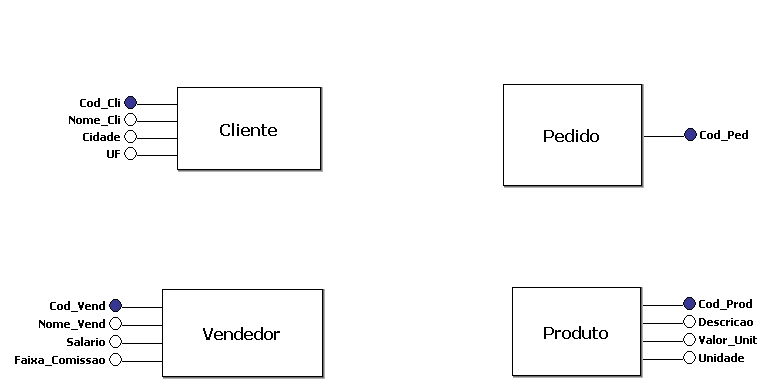 Cod_Cli
Nome_Cli
Cidade
UF
Cliente
Pedido
Cod_Ped
Cod_Vend
Nome_Vend
Salario
Faixa_Comissao
Vendedor
Produto
Cod_Prod
Descricao
Valor_Unit
Unidade